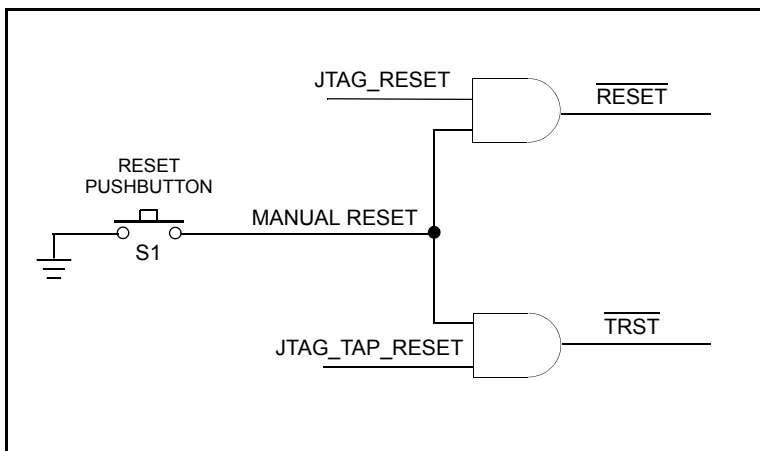 JTAG_RESET
RESET
RESET
PUSHBUTTON
MANUAL RESET
S1
JTAG_TAP_RESET
TRST